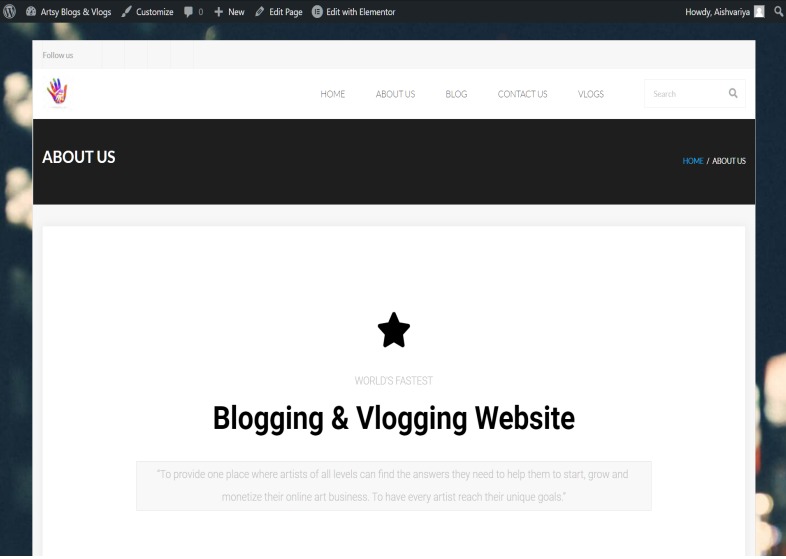 Artsy Blogs & Vlogs Customize 0 New Edit Page Edit with Elementor Howdy, Aishvariya
Follow us
HOME ABOUT US BLOG CONTACT US VLOGS Search
ABOUT US
HOME / ABOUT US
WORLD'S FASTEST
Blogging & Vlogging Website
"To provide one place where artists of all levels can find the answers they need to help them to start, grow and
monetize their online art business. To have every artist reach their unique goals."